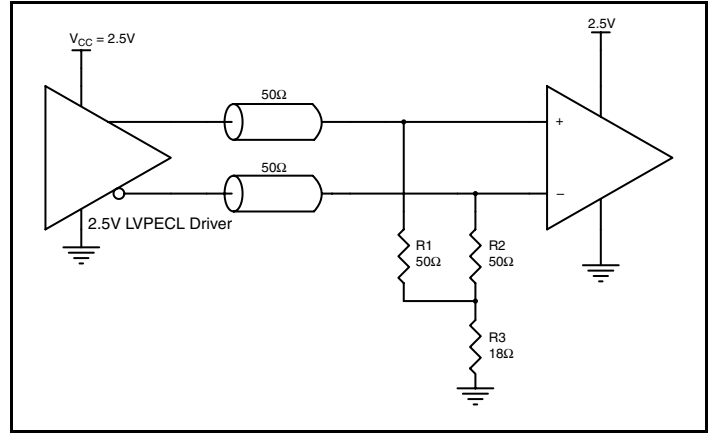 V_CC = 2.5V
2.5V
50Ω
+
50Ω
−
2.5V LVPECL Driver
R1
50Ω
R2
50Ω
R3
18Ω